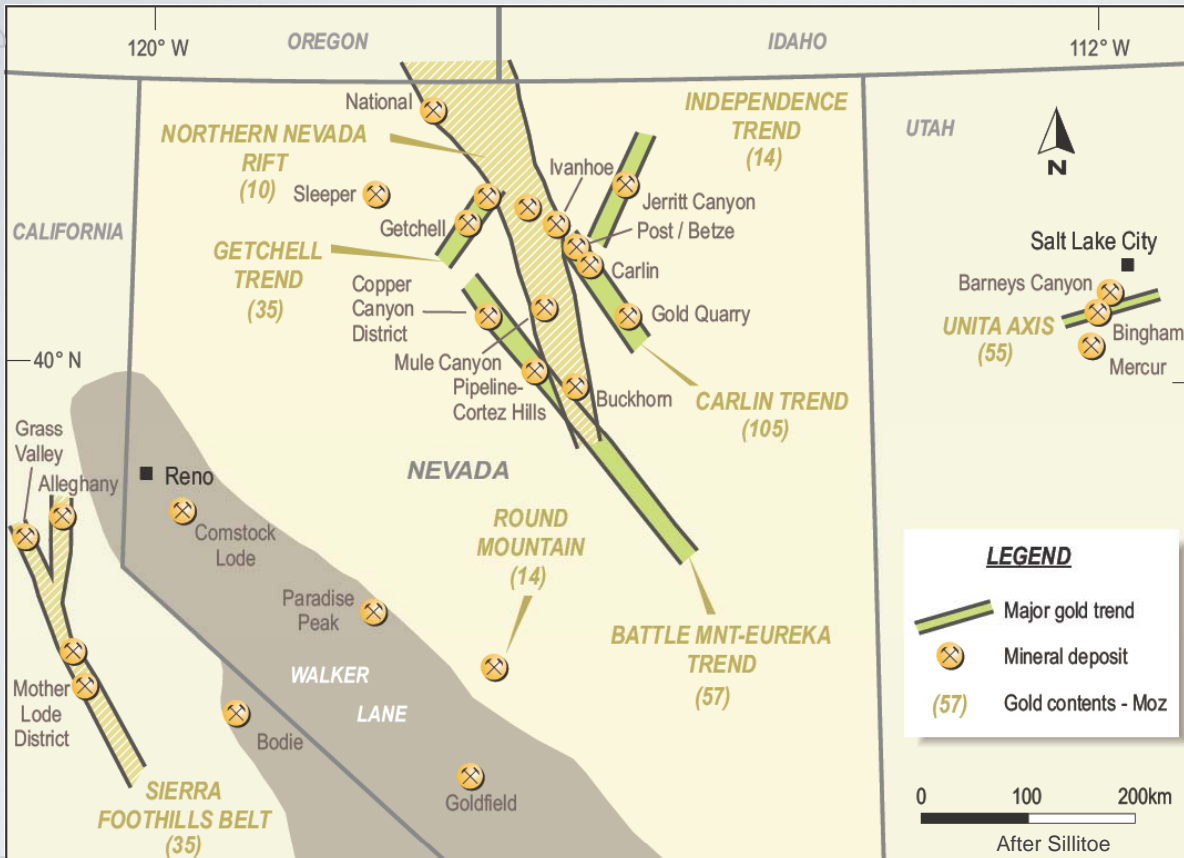 OREGON
IDAHO
120° W
112° W
National
INDEPENDENCE
TREND
(14)
UTAH
N
NORTHERN NEVADA
RIFT
(10)
Ivanhoe
Sleeper
Jerritt Canyon
Getchell
Post / Betze
CALIFORNIA
GETCHELL
TREND
(35)
Carlin
Salt Lake City
Copper
Canyon
District
Barneys Canyon
Gold Quarry
UNITA AXIS
(55)
Bingham
Mercur
40° N
Mule Canyon
Pipeline-
Cortez Hills
Buckhorn
CARLIN TREND
(105)
Grass
Valley
Alleghany
Reno
NEVADA
Comstock
Lode
ROUND
MOUNTAIN
(14)
Paradise
Peak
BATTLE MNT-EUREKA
TREND
(57)
WALKER
LANE
Mother
Lode
District
Bodie
Goldfield
SIERRA
FOOTHILLS BELT
(35)
LEGEND
Major gold trend
Mineral deposit
(57) Gold contents - Moz
0 100 200km
After Sillitoe